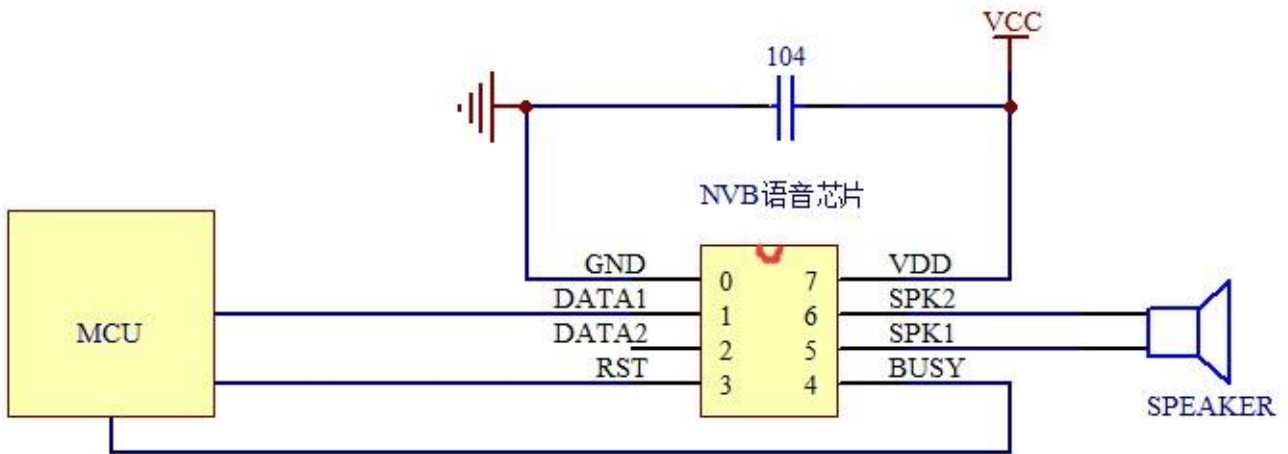 VCC
104
NVB语音芯片
GND 0 7 VDD
DATA1 1 6 SPK2
DATA2 2 5 SPK1
RST 3 4 BUSY
MCU
SPEAKER